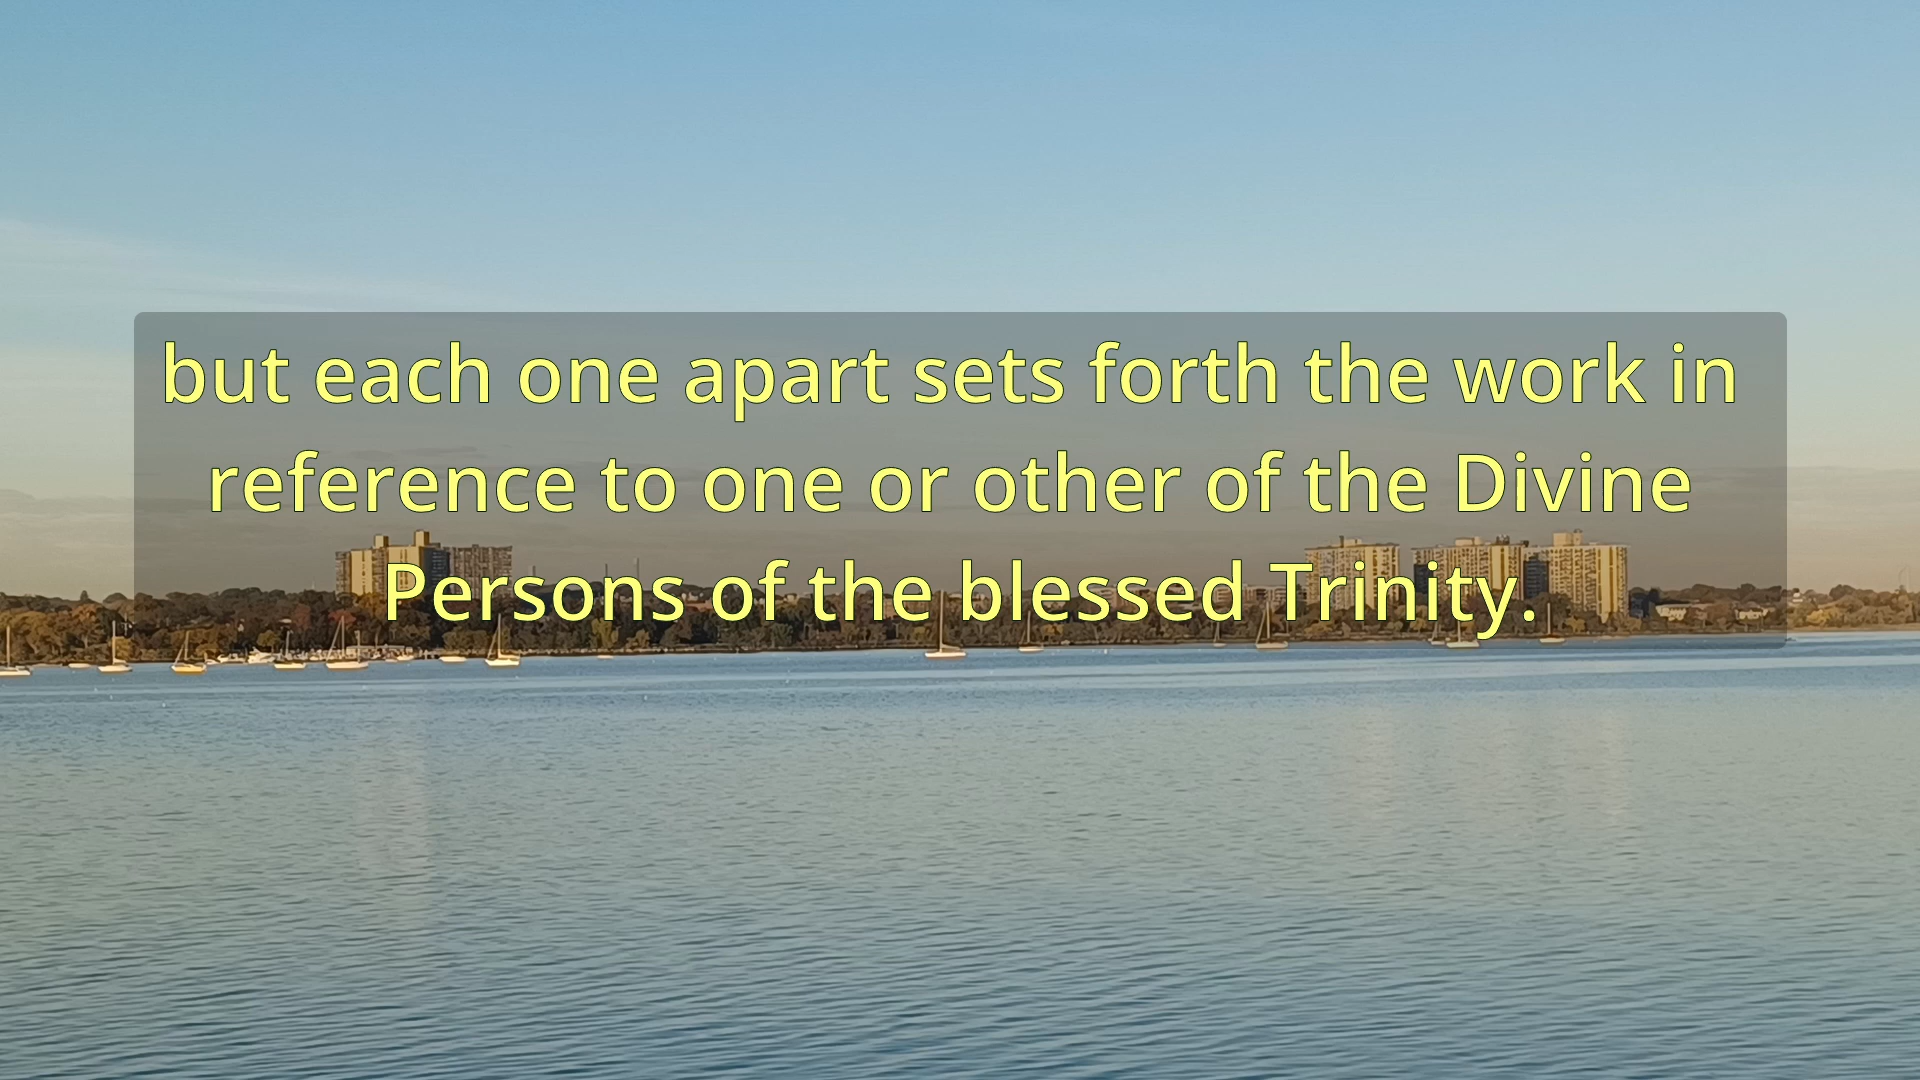 but each one apart sets forth the work in
reference to one or other of the Divine
Persons of the blessed Trinity.